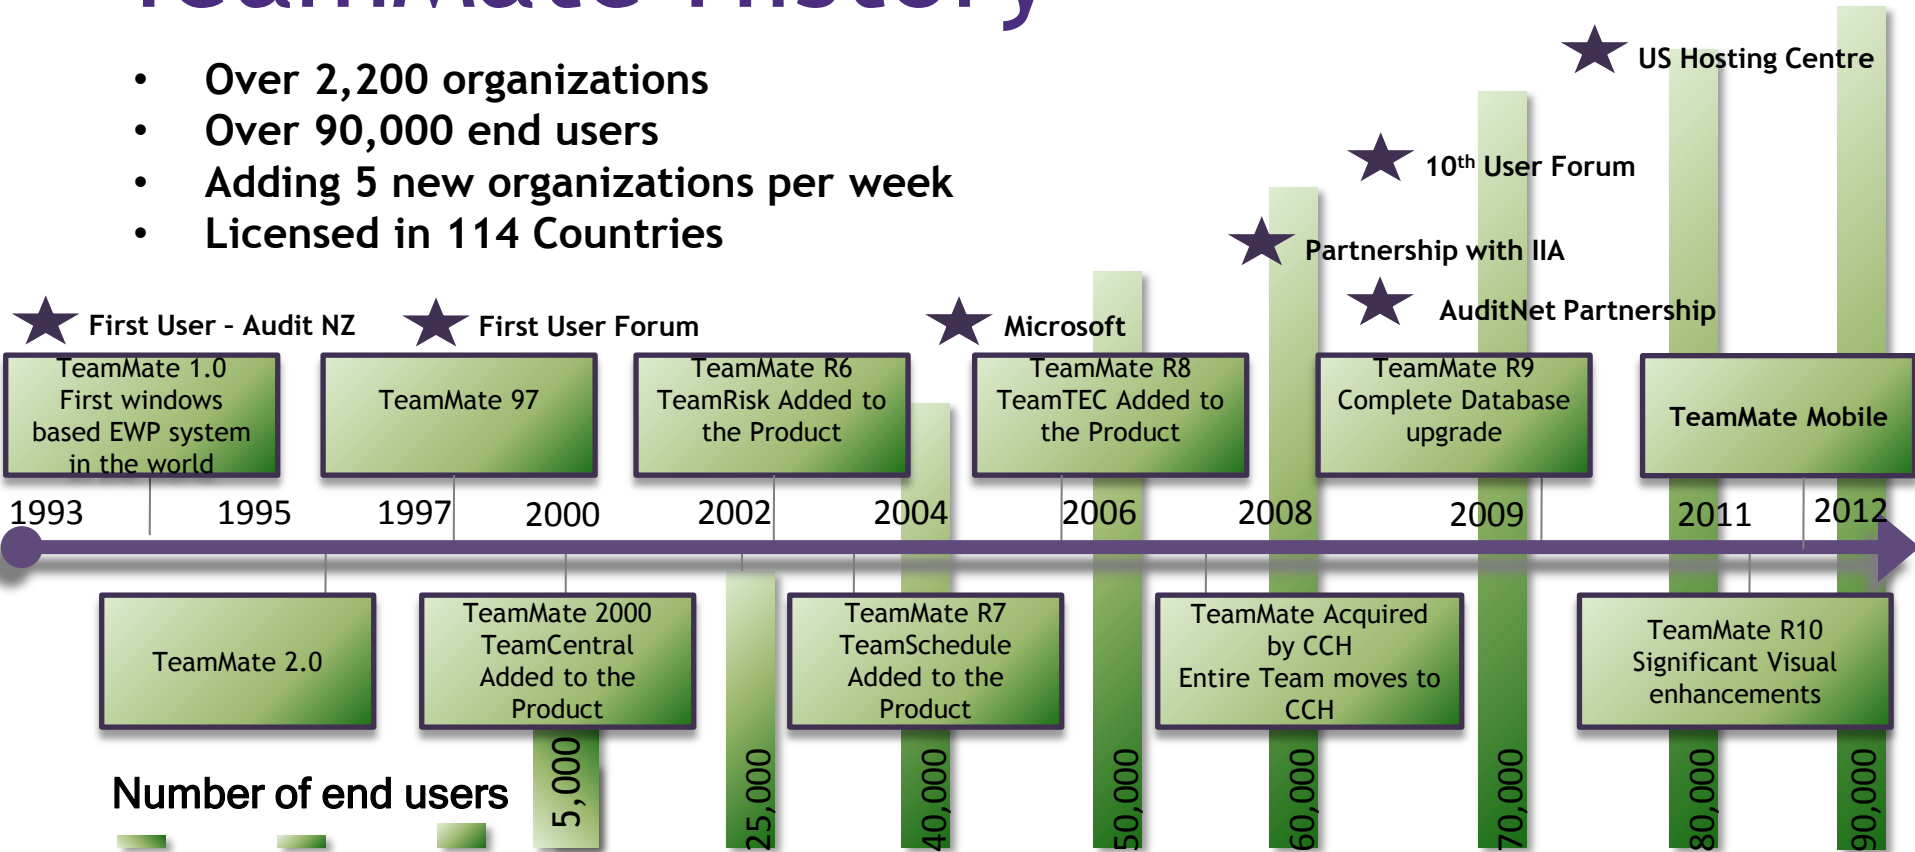 TeamMate History
• Over 2,200 organizations
• Over 90,000 end users
• Adding 5 new organizations per week
• Licensed in 114 Countries
US Hosting Centre
10th User Forum
Partnership with IIA
AuditNet Partnership
First User – Audit NZ
First User Forum
Microsoft
TeamMate 1.0
First windows
based EWP system
in the world
TeamMate 97
TeamMate R6
TeamRisk Added to
the Product
TeamMate R8
TeamTEC Added to
the Product
TeamMate R9
Complete Database
upgrade
TeamMate Mobile
1993
1995
1997
2000
2002
2004
2006
2008
2009
2011
2012
TeamMate 2.0
TeamMate 2000
TeamCentral
Added to the
Product
TeamMate R7
TeamSchedule
Added to the
Product
TeamMate Acquired
by CCH
Entire Team moves to
CCH
TeamMate R10
Significant Visual
enhancements
Number of end users
5,000
25,000
40,000
50,000
60,000
70,000
80,000
90,000